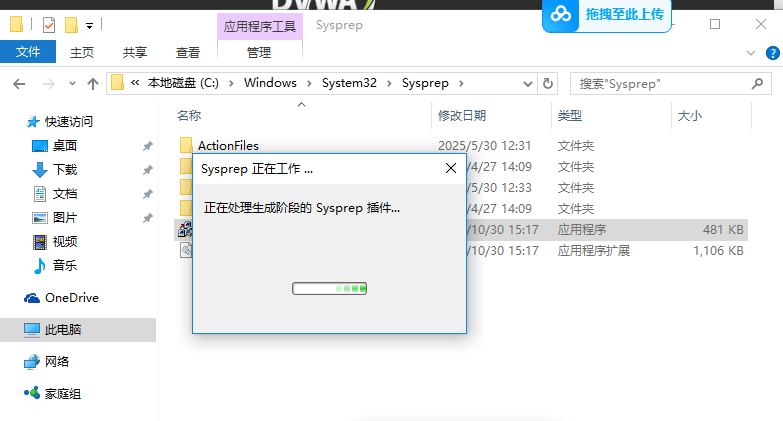 DVWA
应用程序工具
Sysprep
拖拽至此上传
文件
主页
共享
查看
管理
« 本地磁盘 (C:) › Windows › System32 › Sysprep ›
搜索"Sysprep"
名称
修改日期
类型
大小
快速访问
桌面
下载
文档
图片
视频
音乐
OneDrive
此电脑
网络
家庭组
ActionFiles
2025/5/30 12:31
文件夹
/4/27 14:09
文件夹
/5/30 12:33
文件夹
/4/27 14:09
文件夹
/10/30 15:17
应用程序
481 KB
/10/30 15:17
应用程序扩展
1,106 KB
Sysprep 正在工作 ...
正在处理生成阶段的 Sysprep 插件...